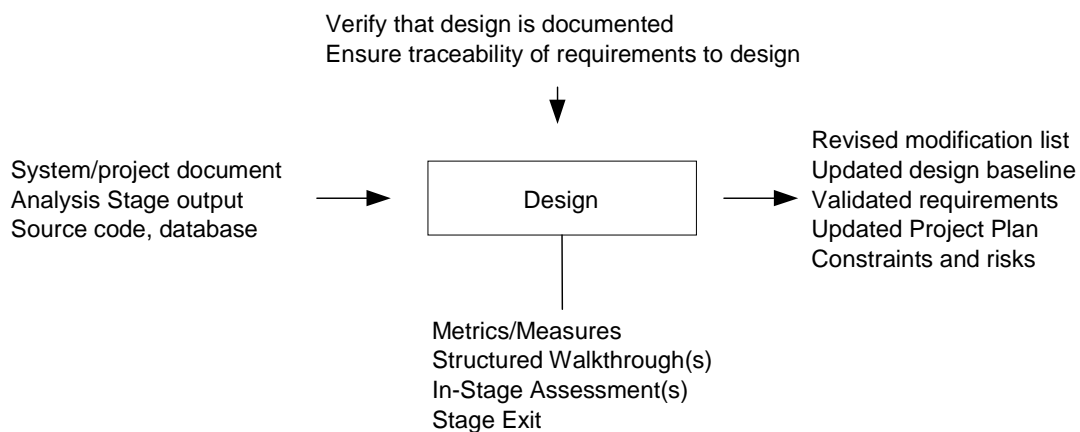 Verify that design is documented
Ensure traceability of requirements to design
System/project document
Analysis Stage output
Source code, database
Design
Revised modification list
Updated design baseline
Validated requirements
Updated Project Plan
Constraints and risks
Metrics/Measures
Structured Walkthrough(s)
In-Stage Assessment(s)
Stage Exit